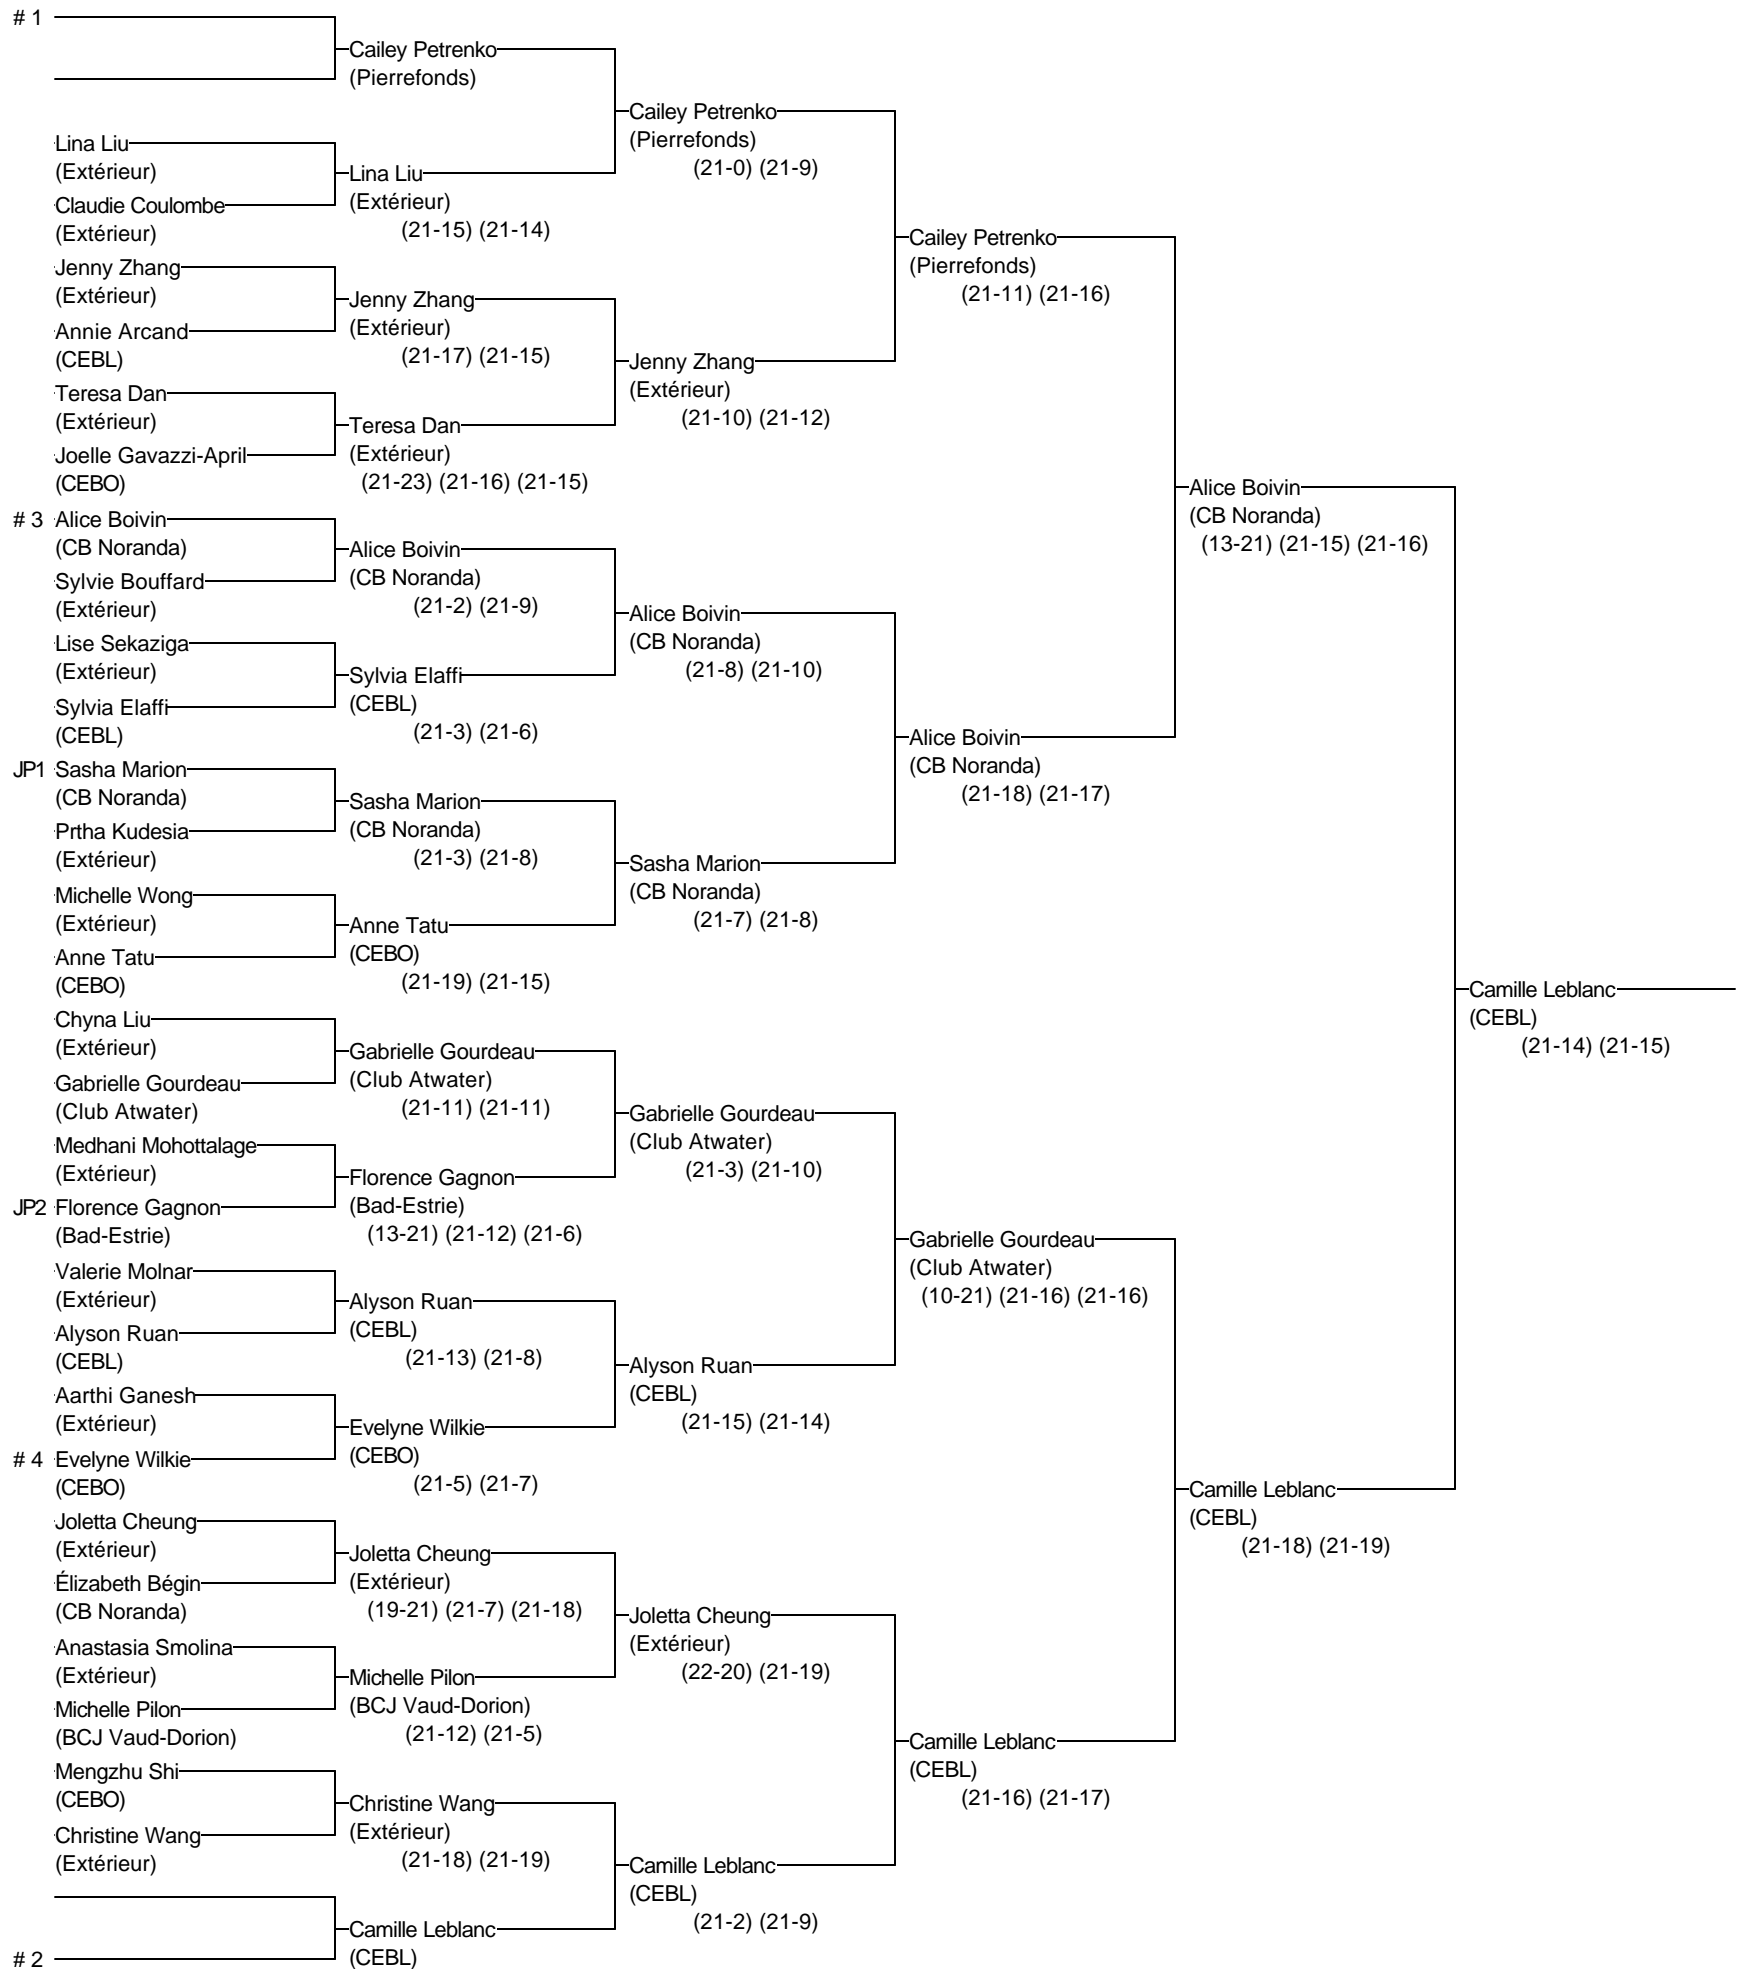 # 1
Cailey Petrenko
(Pierrefonds)
Cailey Petrenko
(Pierrefonds)
(21-0) (21-9)
Lina Liu
(Extérieur)
Lina Liu
(Extérieur)
(21-15) (21-14)
Claudie Coulombe
(Extérieur)
Cailey Petrenko
(Pierrefonds)
(21-11) (21-16)
Jenny Zhang
(Extérieur)
Jenny Zhang
(Extérieur)
(21-17) (21-15)
Annie Arcand
(CEBL)
Jenny Zhang
(Extérieur)
(21-10) (21-12)
Teresa Dan
(Extérieur)
Teresa Dan
(Extérieur)
(21-23) (21-16) (21-15)
Joelle Gavazzi-April
(CEBO)
Alice Boivin
(CB Noranda)
(13-21) (21-15) (21-16)
# 3 Alice Boivin
(CB Noranda)
Alice Boivin
(CB Noranda)
(21-2) (21-9)
Sylvie Bouffard
(Extérieur)
Alice Boivin
(CB Noranda)
(21-8) (21-10)
Lise Sekaziga
(Extérieur)
Sylvia Elaffi
(CEBL)
(21-3) (21-6)
Sylvia Elaffi
(CEBL)
Alice Boivin
(CB Noranda)
(21-18) (21-17)
JP1 Sasha Marion
(CB Noranda)
Sasha Marion
(CB Noranda)
(21-3) (21-8)
Prtha Kudesia
(Extérieur)
Sasha Marion
(CB Noranda)
(21-7) (21-8)
Michelle Wong
(Extérieur)
Anne Tatu
(CEBO)
(21-19) (21-15)
Anne Tatu
(CEBO)
Camille Leblanc
(CEBL)
(21-14) (21-15)
Chyna Liu
(Extérieur)
Gabrielle Gourdeau
(Club Atwater)
(21-11) (21-11)
Gabrielle Gourdeau
(Club Atwater)
Gabrielle Gourdeau
(Club Atwater)
(21-3) (21-10)
Medhani Mohottalage
(Extérieur)
Florence Gagnon
(Bad-Estrie)
(13-21) (21-12) (21-6)
JP2 Florence Gagnon
(Bad-Estrie)
Gabrielle Gourdeau
(Club Atwater)
(10-21) (21-16) (21-16)
Valerie Molnar
(Extérieur)
Alyson Ruan
(CEBL)
(21-13) (21-8)
Alyson Ruan
(CEBL)
Alyson Ruan
(CEBL)
(21-15) (21-14)
Aarthi Ganesh
(Extérieur)
Evelyne Wilkie
(CEBO)
(21-5) (21-7)
# 4 Evelyne Wilkie
(CEBO)
Camille Leblanc
(CEBL)
(21-18) (21-19)
Joletta Cheung
(Extérieur)
Joletta Cheung
(Extérieur)
(19-21) (21-7) (21-18)
Élizabeth Bégin
(CB Noranda)
Joletta Cheung
(Extérieur)
(22-20) (21-19)
Anastasia Smolina
(Extérieur)
Michelle Pilon
(BCJ Vaud-Dorion)
(21-12) (21-5)
Michelle Pilon
(BCJ Vaud-Dorion)
Camille Leblanc
(CEBL)
(21-16) (21-17)
Mengzhu Shi
(CEBO)
Christine Wang
(Extérieur)
(21-18) (21-19)
Christine Wang
(Extérieur)
Camille Leblanc
(CEBL)
(21-2) (21-9)
Camille Leblanc
(CEBL)
# 2